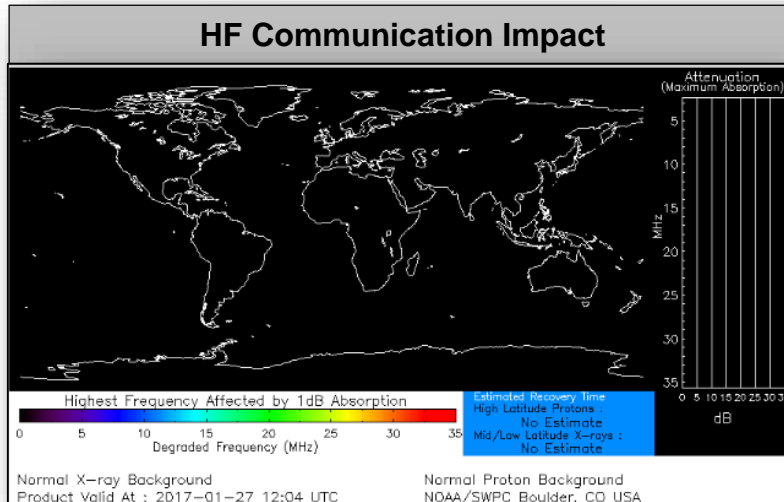 HF Communication Impact
Attenuation
(Maximum Absorption)
5
10
15
20
25
30
35
MHz
0 5 10 15 20 25 30 3
dB
Highest Frequency Affected by 1dB Absorption
0 5 10 15 20 25 30 35
Degraded Frequency (MHz)
Estimated Recovery Time
High Latitude Protons :
No Estimate
Mid/Low Latitude X-rays :
No Estimate
Normal X-ray Background
Product Valid At : 2017-01-27 12:04 UTC
Normal Proton Background
NOAA/SWPC Boulder, CO USA